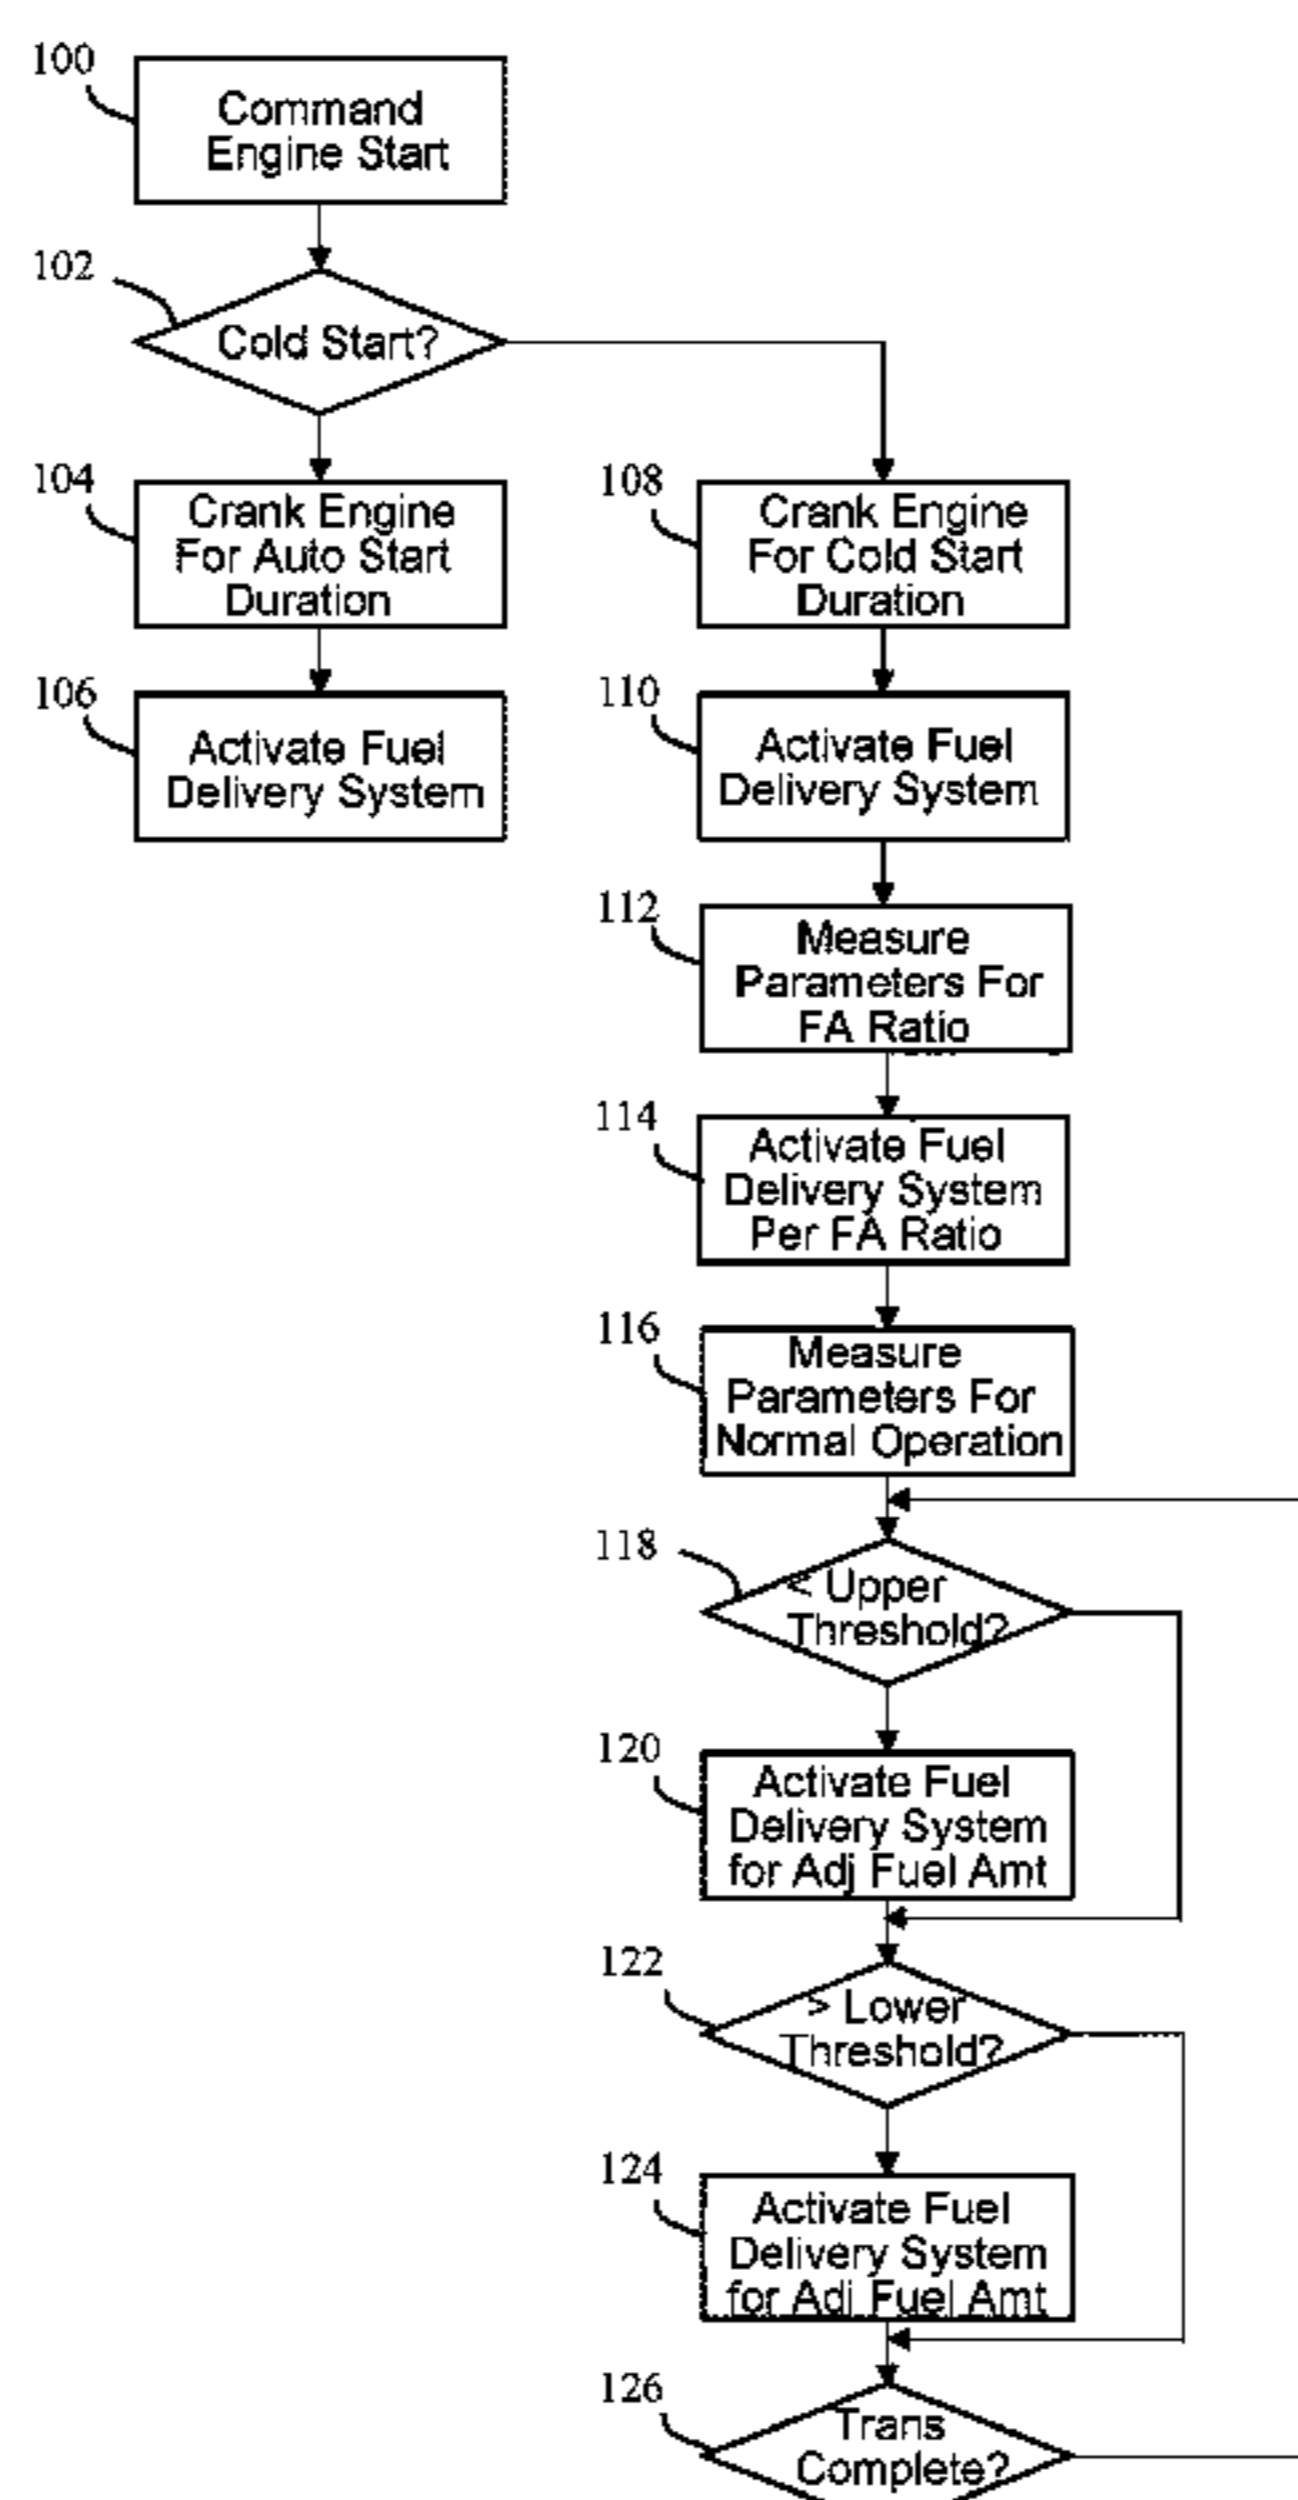 100
Command
Engine Start
102
Cold Start?
104
Crank Engine
For Auto Start
Duration
106
Activate Fuel
Delivery System
108
Crank Engine
For Cold Start
Duration
110
Activate Fuel
Delivery System
112
Measure
Parameters For
FA Ratio
114
Activate Fuel
Delivery System
Per FA Ratio
116
Measure
Parameters For
Normal Operation
118
< Upper
Threshold?
120
Activate Fuel
Delivery System
for Adj Fuel Amt
122
> Lower
Threshold?
124
Activate Fuel
Delivery System
for Adj Fuel Amt
126
Trans
Complete?